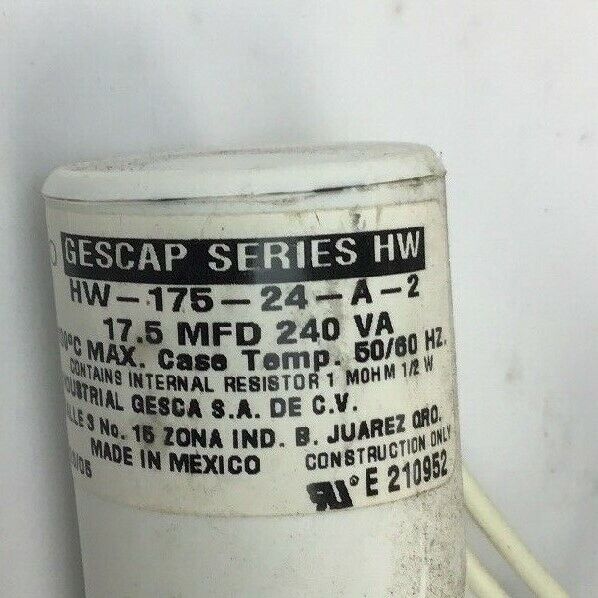 GESCAP SERIES HW
HW-175-24-A-2
17.5 MFD 240 VA
MAX. Case Temp. 50/60 HZ.
CONTAINS INTERNAL RESISTOR 1 MOHM 1/2 W
GESCA S.A. DE C.V.
No. 15 ZONA IND. B. JUAREZ QRO.
MADE IN MEXICO CONSTRUCTION ONLY
E 210952